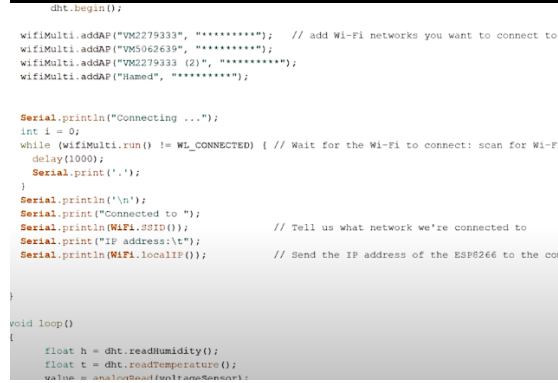 dht.begin();
wifiMulti.addAP("VM2279333", "*********");   // add Wi-Fi networks you want to connect to
wifiMulti.addAP("VM5062639", "*********");
wifiMulti.addAP("VM2279333 (2)", "*********");
wifiMulti.addAP("Hamed", "*********");
Serial.println("Connecting ...");
int i = 0;
while (wifiMulti.run() != WL_CONNECTED) { // Wait for the Wi-Fi to connect: scan for Wi-F
delay(1000);
Serial.print('.');
}
Serial.println('\n');
Serial.print("Connected to ");
Serial.println(WiFi.SSID());              // Tell us what network we're connected to
Serial.print("IP address:\t");
Serial.println(WiFi.localIP());           // Send the IP address of the ESP8266 to the co
}
void loop()
{
float h = dht.readHumidity();
float t = dht.readTemperature();
value = analogRead(voltageSensor);